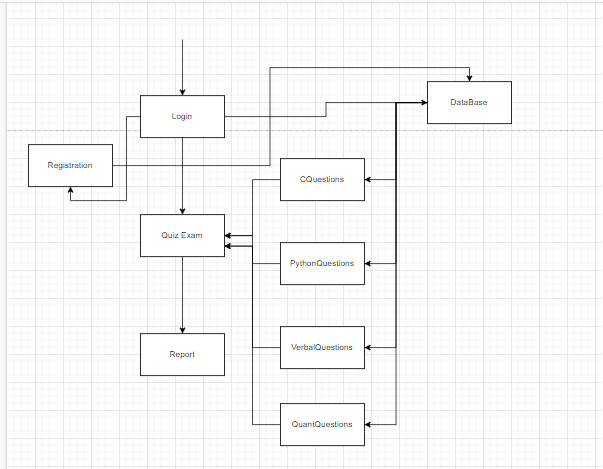 DataBase
Login
Registration
CQuestions
Quiz Exam
PythonQuestions
VerbalQuestions
Report
QuantQuestions